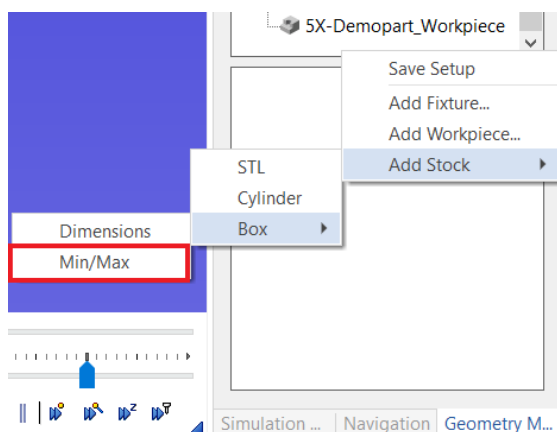 5X-Demopart_Workpiece
Save Setup
Add Fixture...
Add Workpiece...
Add Stock
STL
Cylinder
Box
Dimensions
Min/Max
Simulation ...
Navigation
Geometry M...